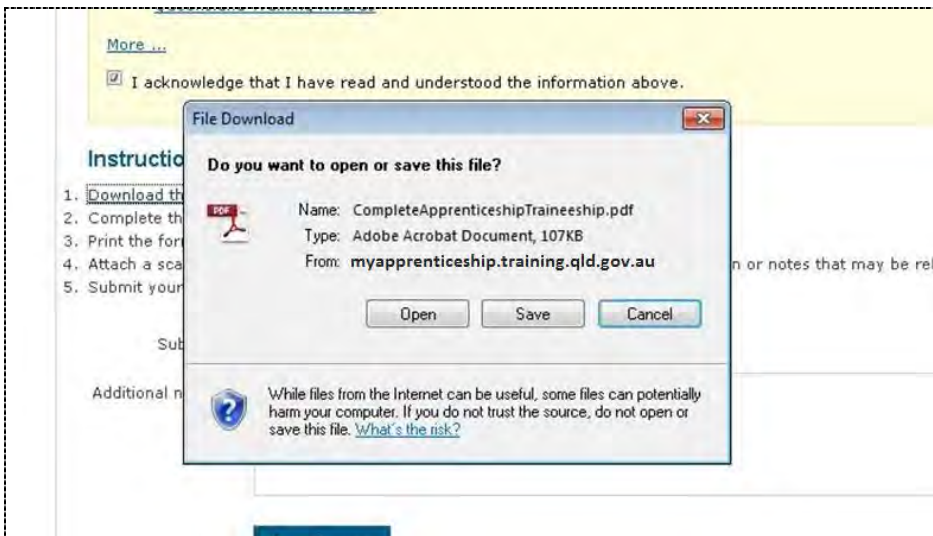 More ...
I acknowledge that I have read and understood the information above.
File Download
Instructio
Do you want to open or save this file?
1. Download th
PDF
Name: CompleteApprenticeshipTraineeship.pdf
2. Complete th
Type: Adobe Acrobat Document, 107KB
3. Print the for
From: myapprenticeship.training.qld.gov.au
4. Attach a sca
n or notes that may be rel
5. Submit your
Open Save Cancel
Sub
Additional n
While files from the Internet can be useful, some files can potentially
harm your computer. If you do not trust the source, do not open or
save this file. What's the risk?